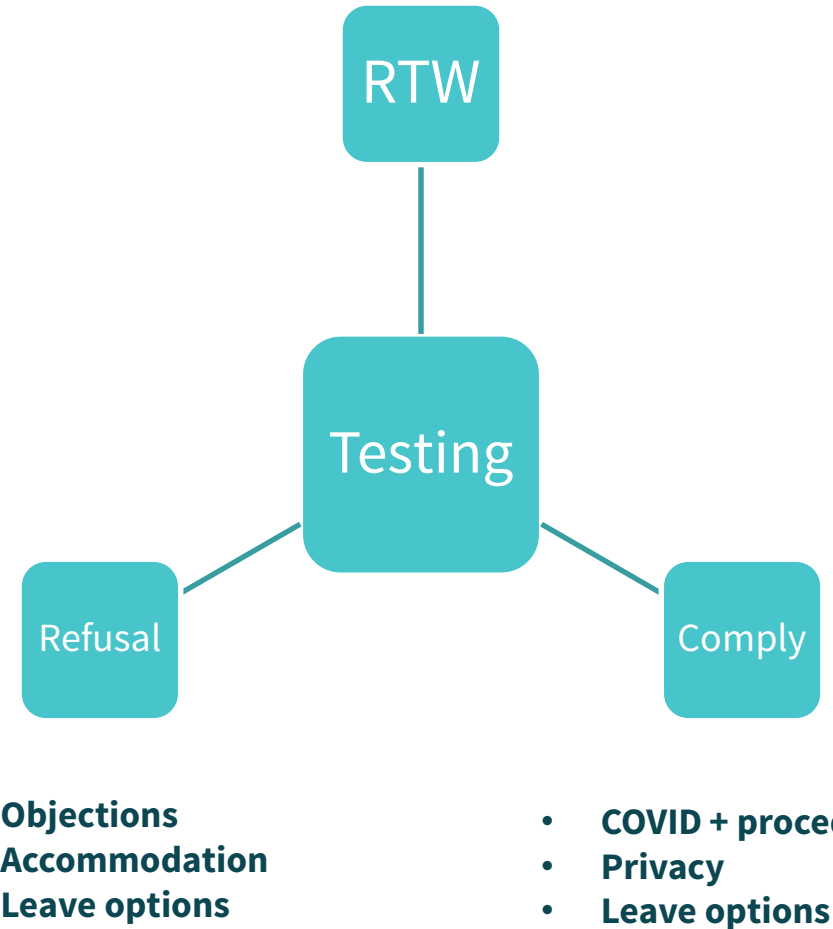 RTW
Testing
Refusal
Comply
Objections
Accommodation
Leave options
• COVID +
• Privacy
• Leave options